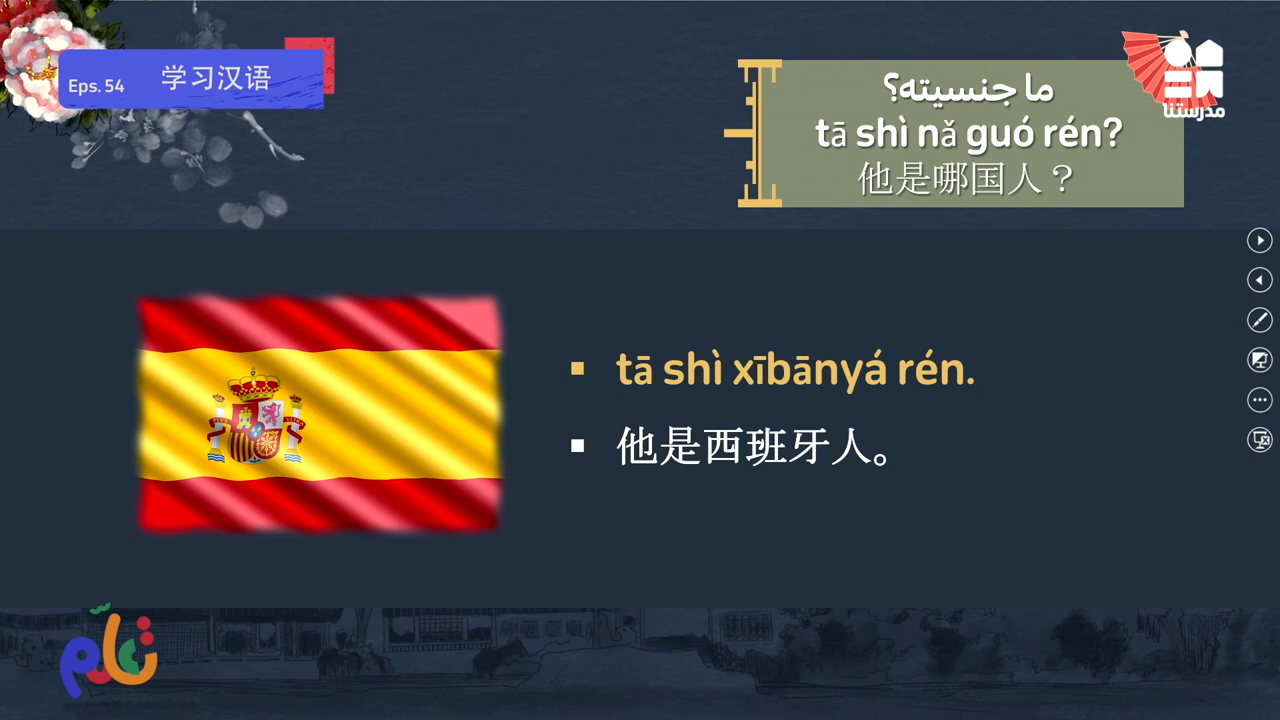 Eps. 54
学习汉语
ما جنسيته؟
tā shì nǎ guó rén?
他是哪国人？
مدرستنا
tā shì xībānyá rén.
他是西班牙人。